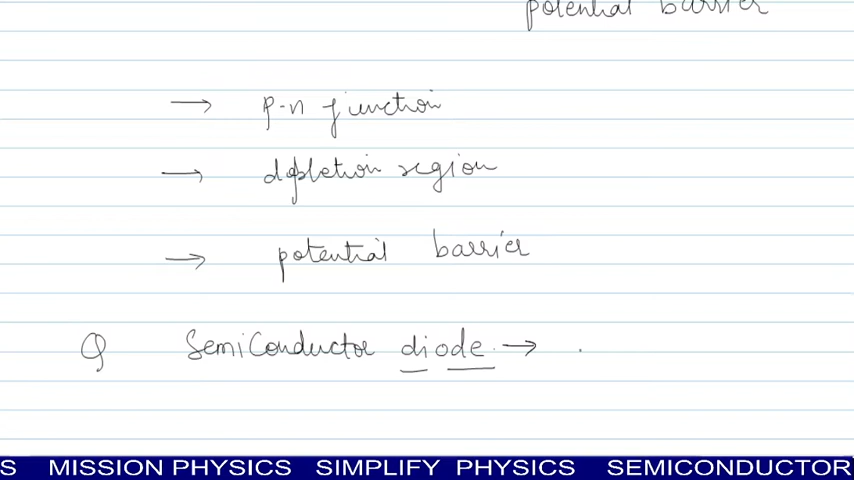 potential barrier
→ p-n junction
→ depletion region
→ potential barrier
Q Semiconductor diode →
S MISSION PHYSICS SIMPLIFY PHYSICS SEMICONDUCTOR